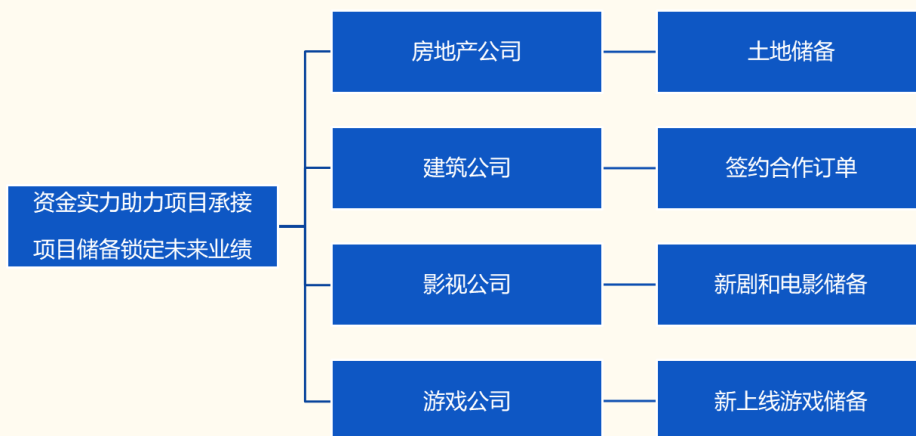 房地产公司
土地储备
建筑公司
签约合作订单
资金实力助力项目承接
项目储备锁定未来业绩
影视公司
新剧和电影储备
游戏公司
新上线游戏储备